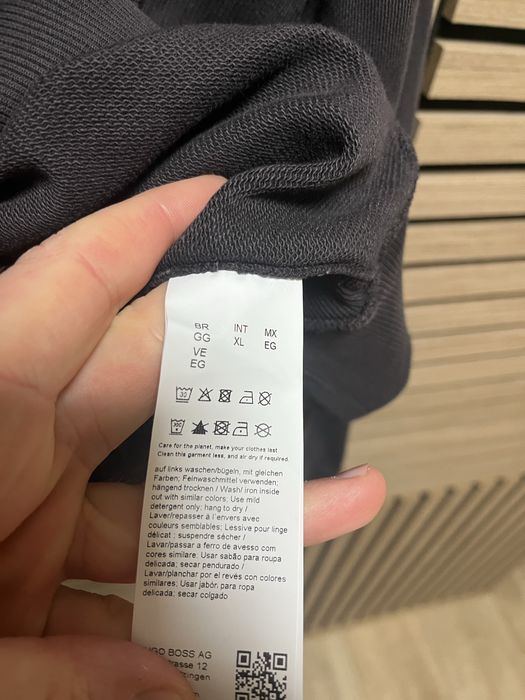 BR INT MX
GG XL EG
VE
EG
30
30C
Care for the planet, make your clothes last
Clean this garment less, and air dry if required.
auf links waschen/bügeln, mit gleichen
Farben; Feinwaschmittel verwenden;
hängend trocknen / Wash/ iron inside
out with similar colors; Use mild
detergent only; hang to dry /
Laver/repasser à l'envers avec
couleurs semblables; Lessive pour linge
délicat ; suspendre sécher /
Lavar/passar a ferro de avesso com
cores similare; Usar sabão para roupa
delicada; secar pendurado /
Lavar/planchar por el revés con colores
similares; Usar jabón, para ropa
delicada; secar colgado
HUGO BOSS AG
12